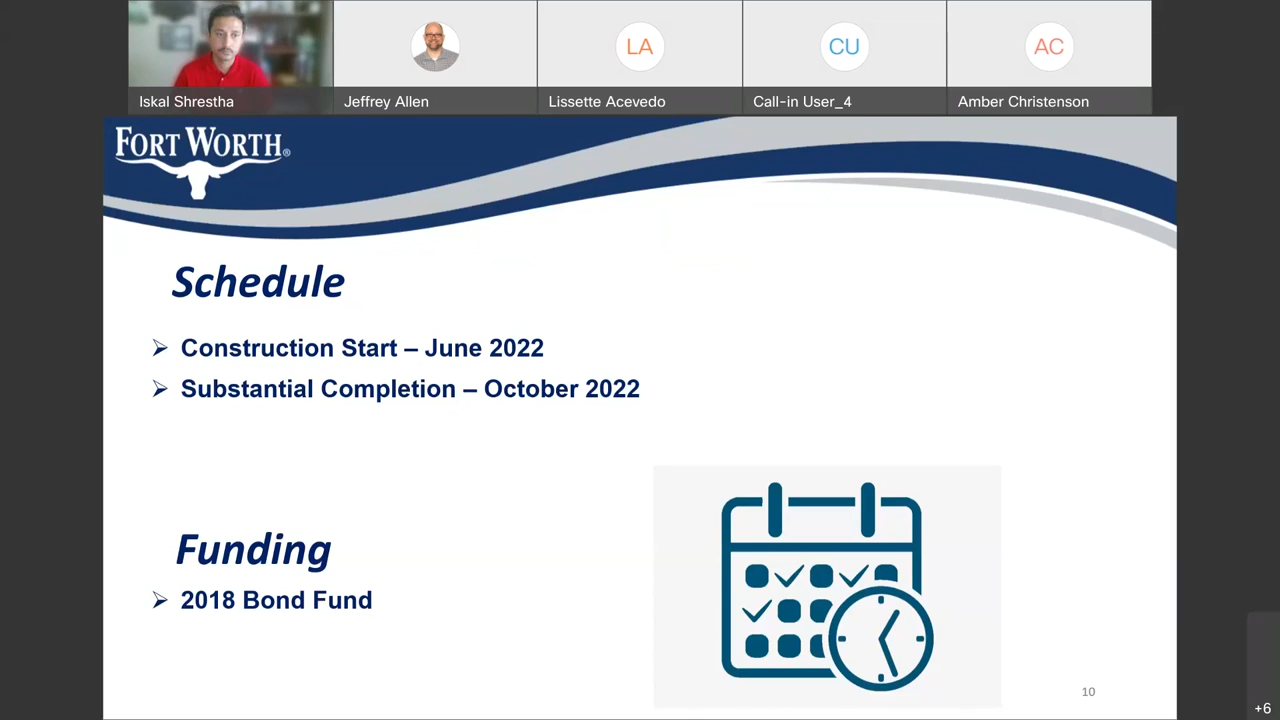 LA
CU
AC
Iskal Shrestha
Jeffrey Allen
Lissette Acevedo
Call-in User_4
Amber Christenson
FORT WORTH®
Schedule
➢ Construction Start – June 2022
➢ Substantial Completion – October 2022
Funding
➢ 2018 Bond Fund
10
+6